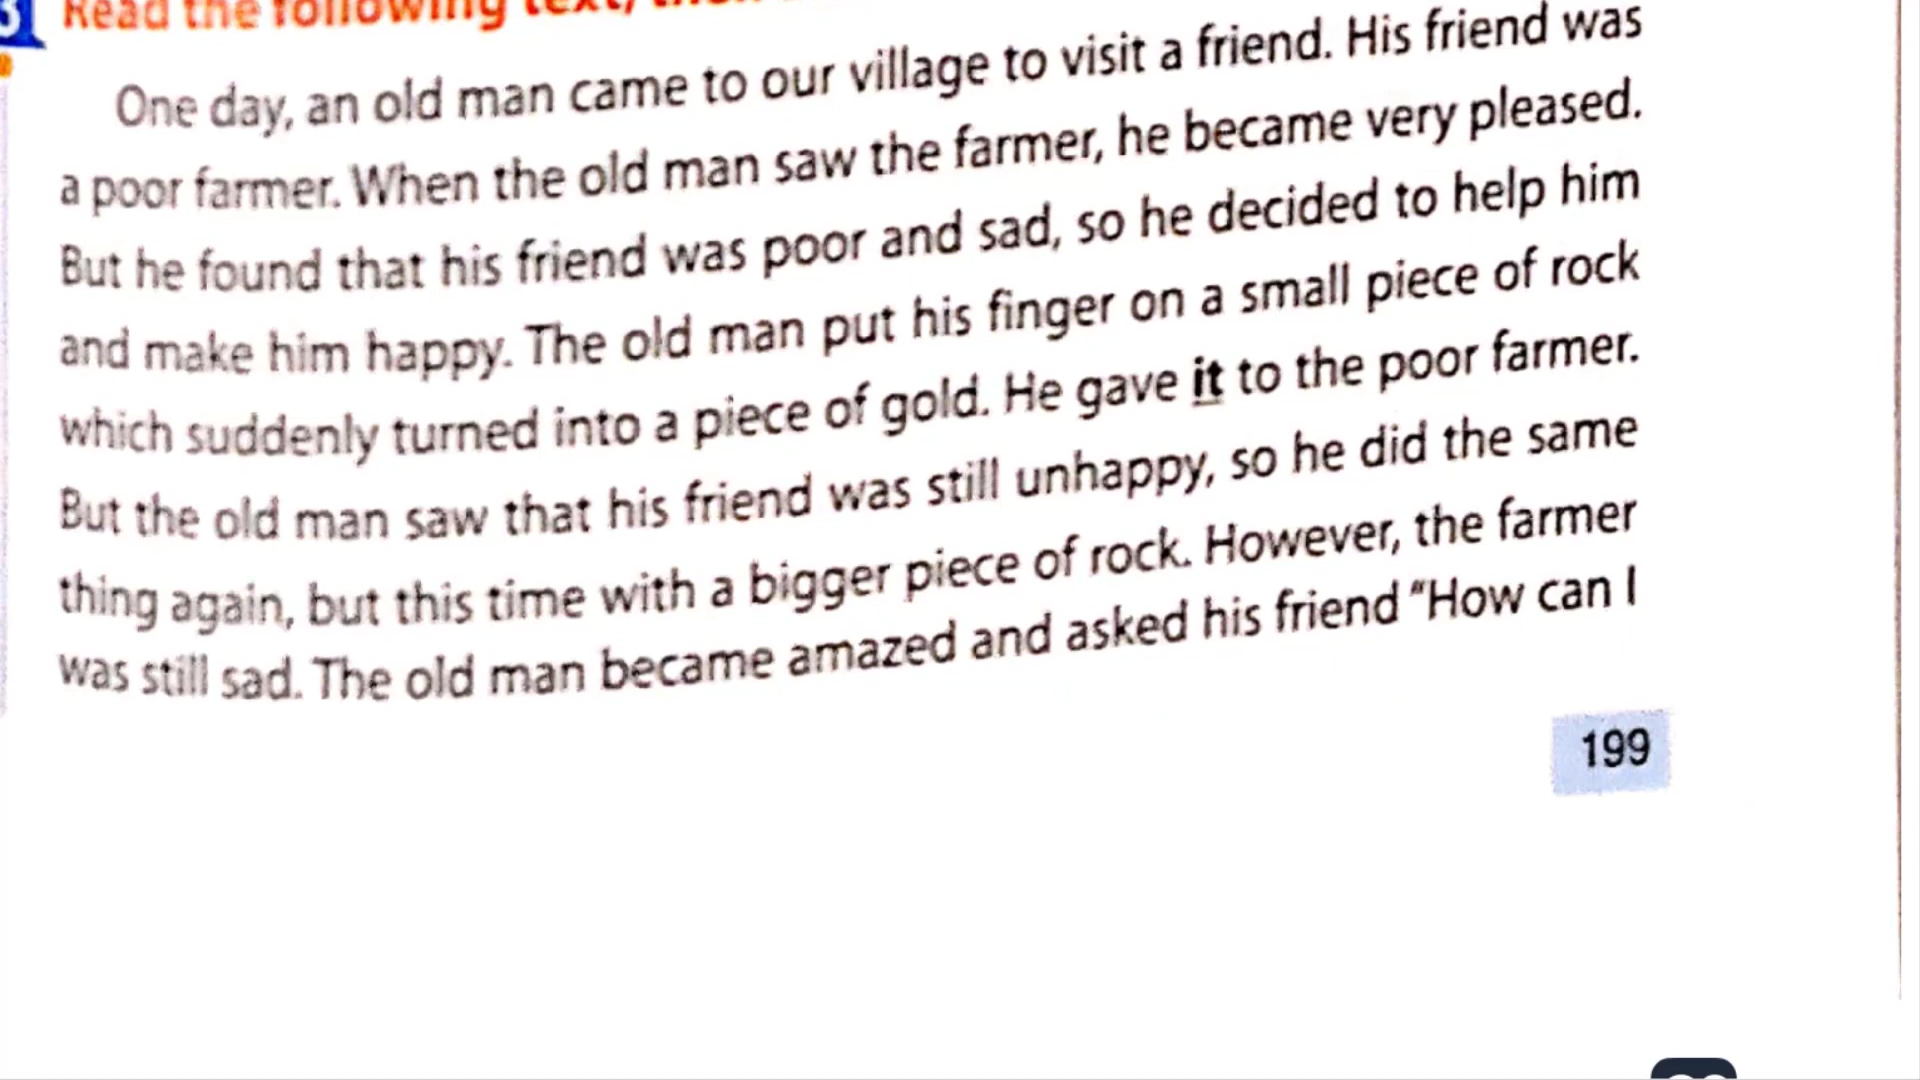 3 Read the following text, then
One day, an old man came to our village to visit a friend. His friend was
a poor farmer. When the old man saw the farmer, he became very pleased.
But he found that his friend was poor and sad, so he decided to help him
and make him happy. The old man put his finger on a small piece of rock
which suddenly turned into a piece of gold. He gave it to the poor farmer.
But the old man saw that his friend was still unhappy, so he did the same
thing again, but this time with a bigger piece of rock. However, the farmer
was still sad. The old man became amazed and asked his friend “How can I
199